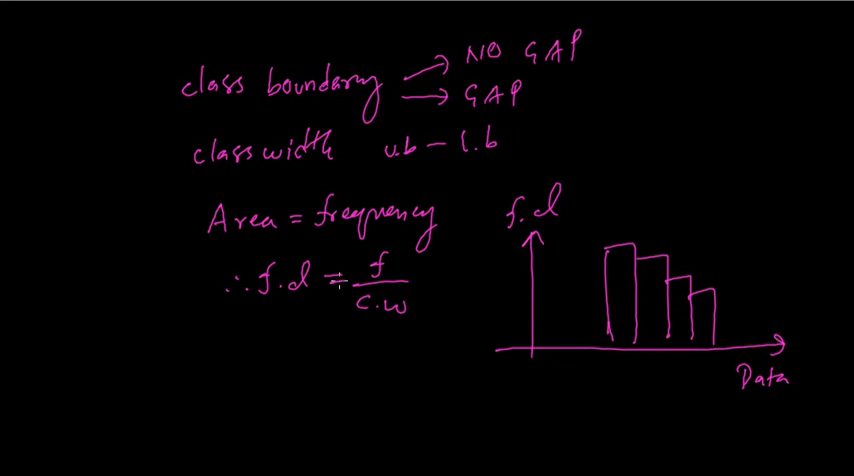 class boundary → NO GAP
→ GAP
class width u.b - l.b
Area = frequency
∴ f.d = f / c.w
f.d
Data